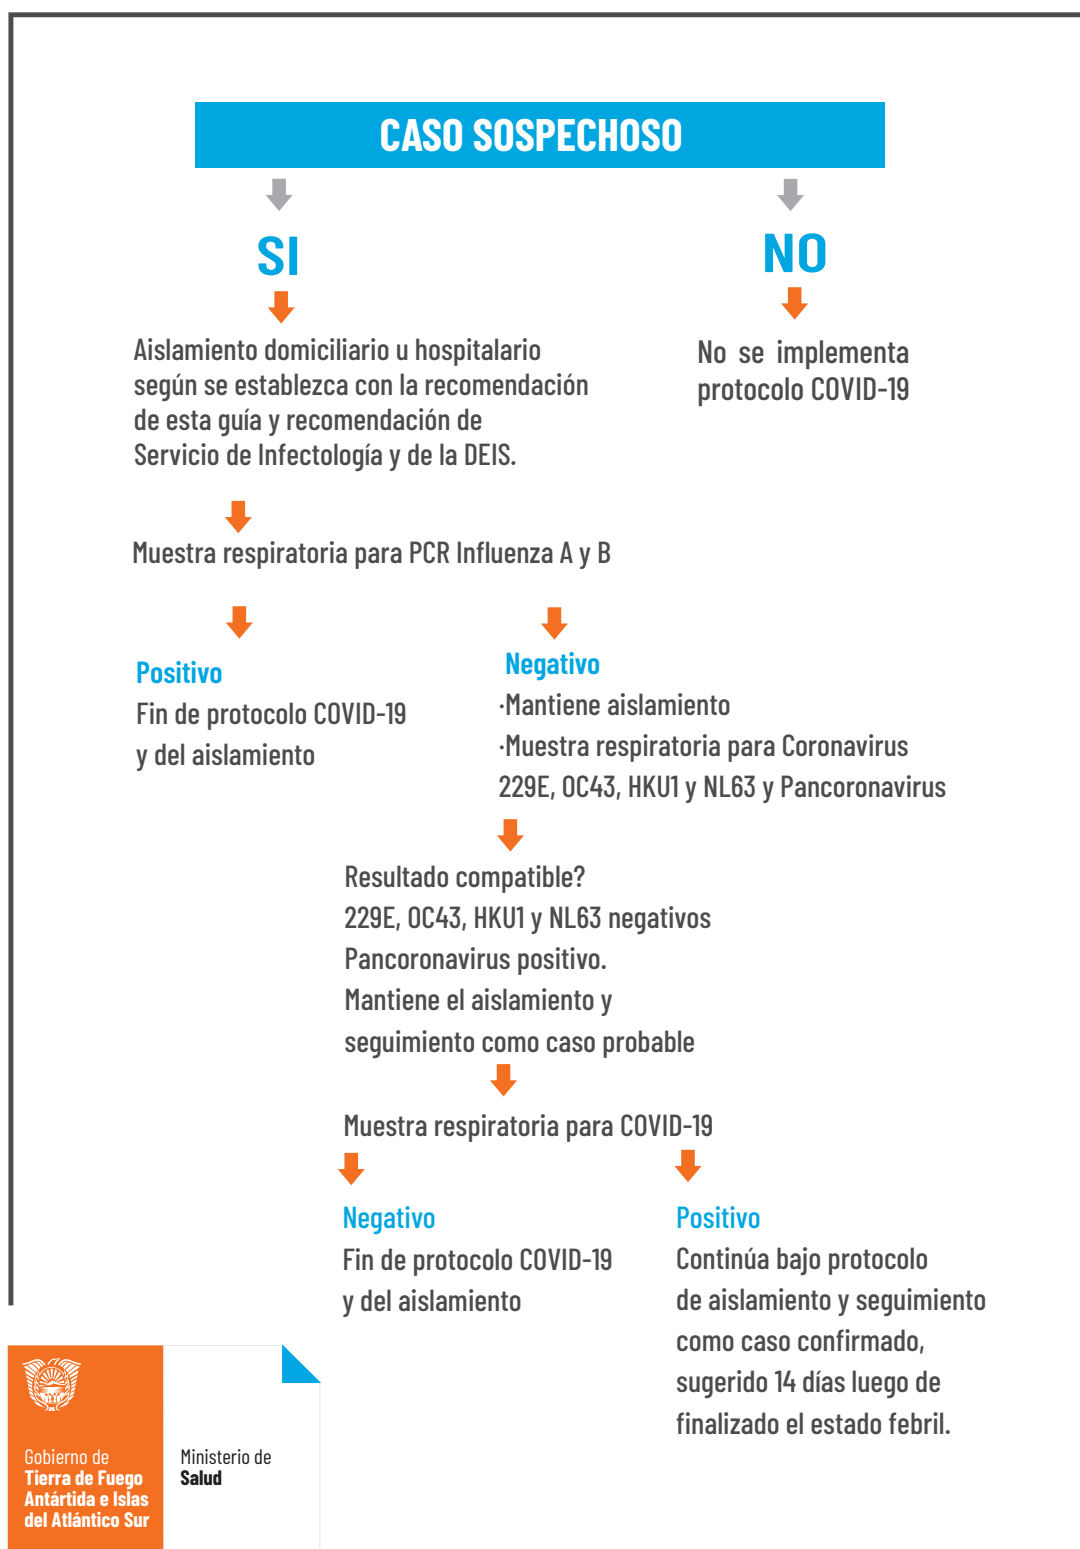 CASO SOSPECHOSO
SI
NO
Aislamiento domiciliario u hospitalario
según se establezca con la recomendación
de esta guía y recomendación de
Servicio de Infectología y de la DEIS.
No se implementa
protocolo COVID-19
Muestra respiratoria para PCR Influenza A y B
Positivo
Fin de protocolo COVID-19
y del aislamiento
Negativo
·Mantiene aislamiento
·Muestra respiratoria para Coronavirus
229E, OC43, HKU1 y NL63 y Pancoronavirus
Resultado compatible?
229E, OC43, HKU1 y NL63 negativos
Pancoronavirus positivo.
Mantiene el aislamiento y
seguimiento como caso probable
Muestra respiratoria para COVID-19
Negativo
Fin de protocolo COVID-19
y del aislamiento
Positivo
Continúa bajo protocolo
de aislamiento y seguimiento
como caso confirmado,
sugerido 14 días luego de
finalizado el estado febril.
Gobierno de
Tierra de Fuego
Antártida e Islas
del Atlántico Sur
Ministerio de
Salud